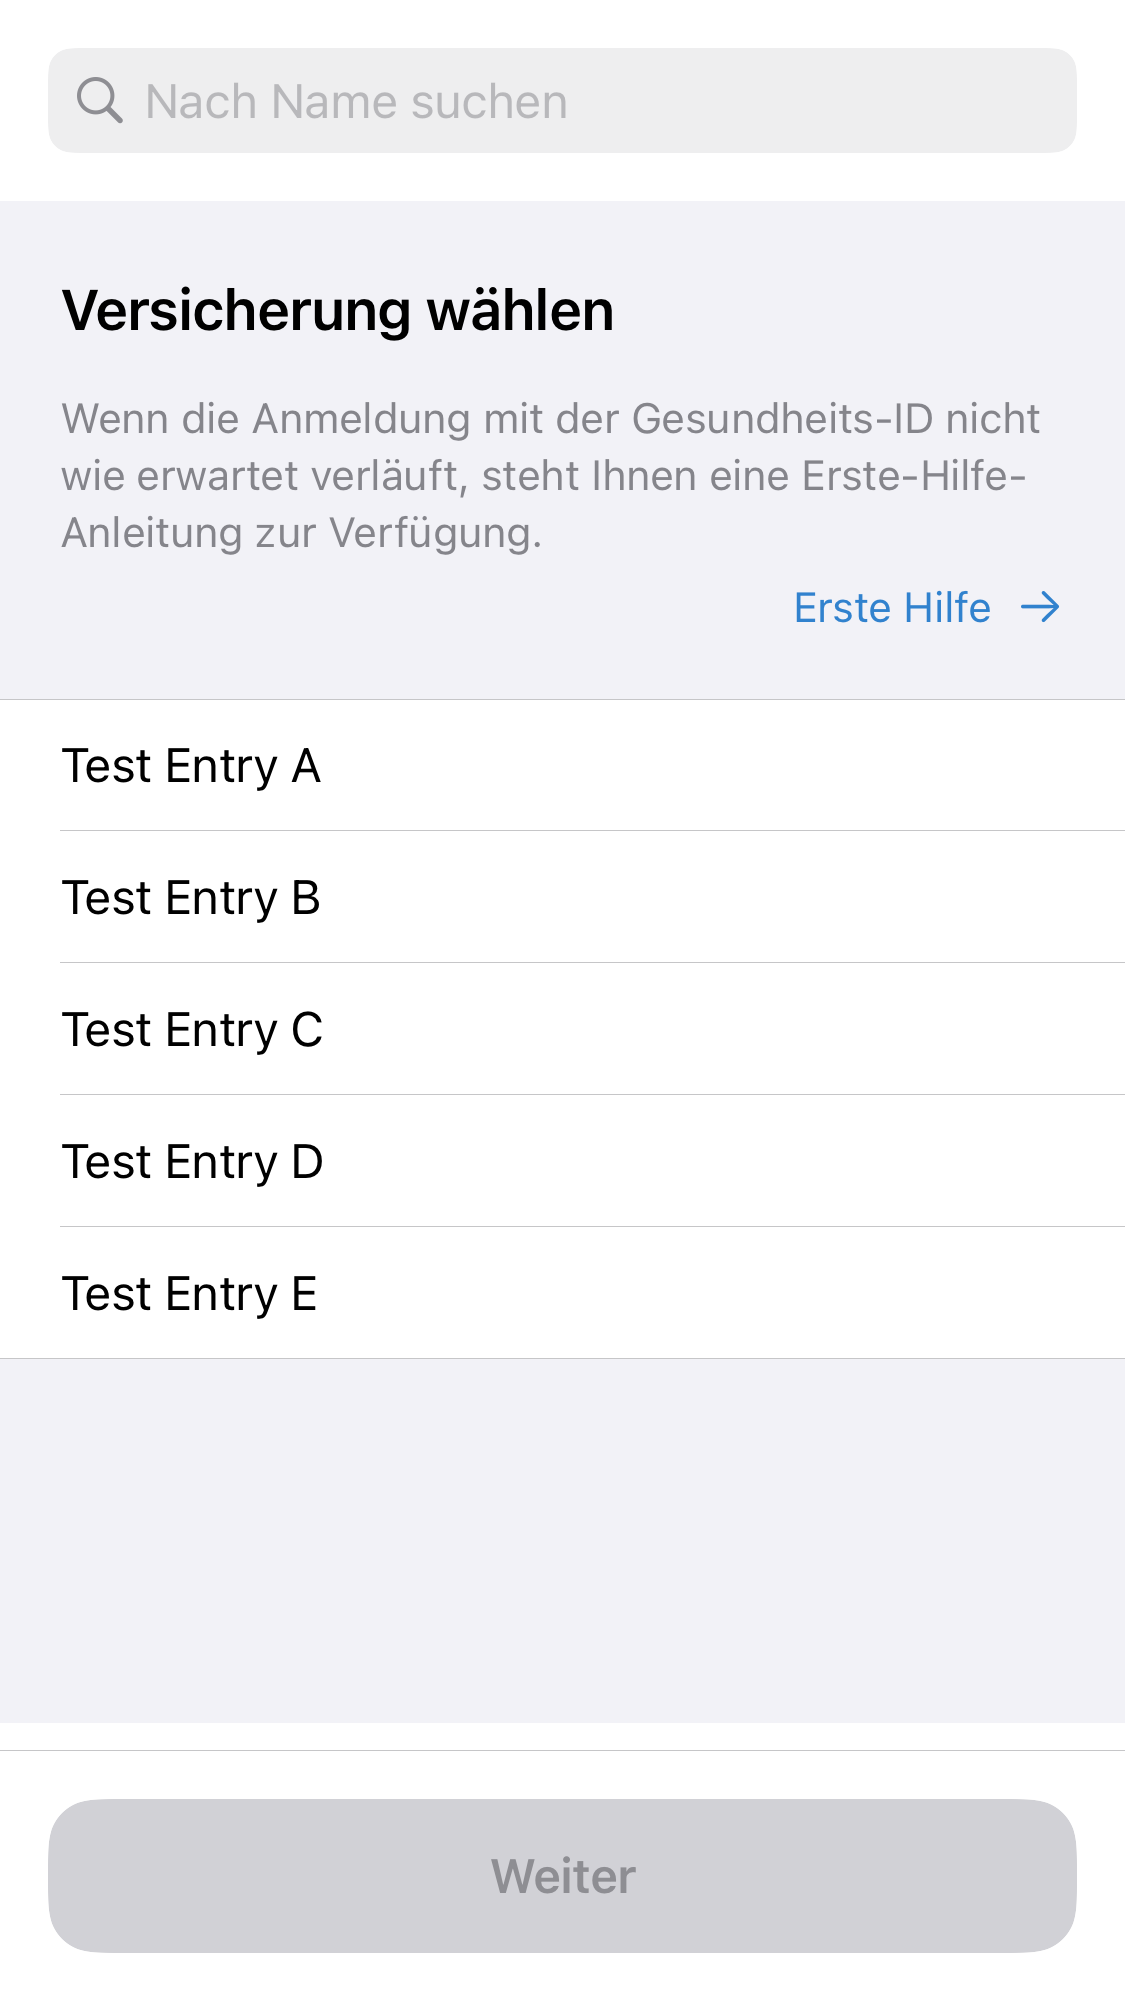 Nach Name suchen
Versicherung wählen
Wenn die Anmeldung mit der Gesundheits-ID nicht
wie erwartet verläuft, steht Ihnen eine Erste-Hilfe-
Anleitung zur Verfügung.
Erste Hilfe →
Test Entry A
Test Entry B
Test Entry C
Test Entry D
Test Entry E
Weiter